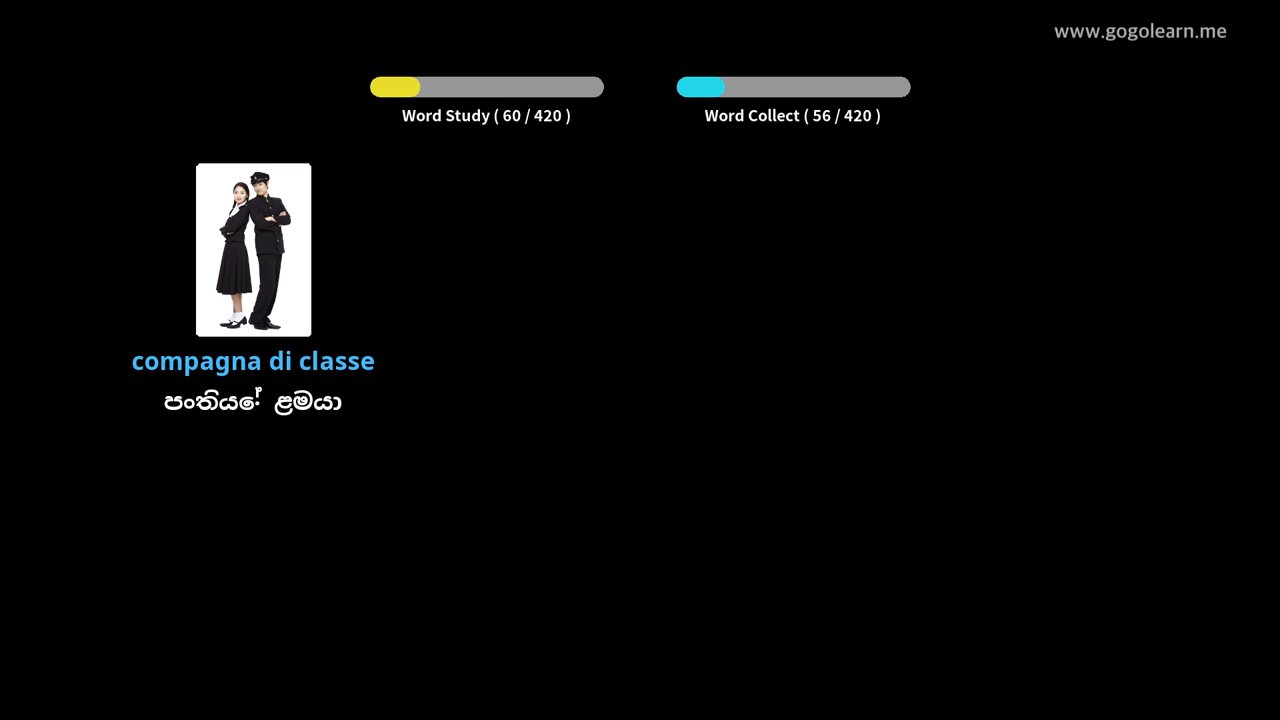 www.gogolearn.me
Word Study ( 60 / 420 )
Word Collect ( 56 / 420 )
compagna di classe
පංතියේ ළමයා